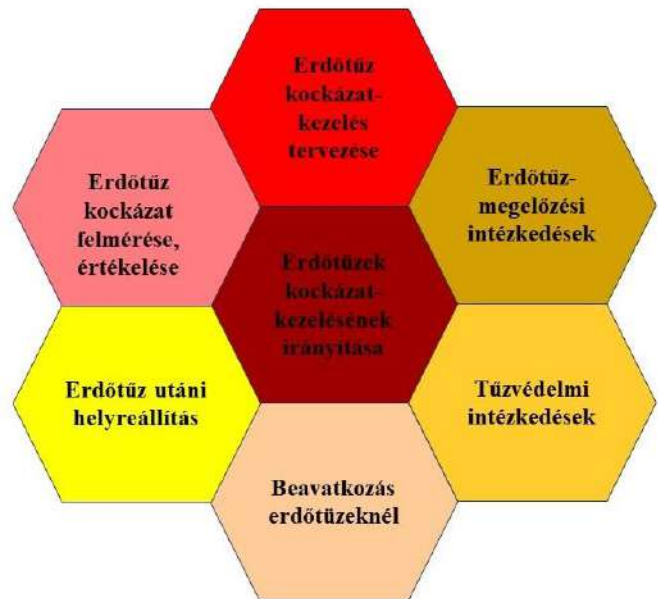 Erdőtűz
kockázat-
kezelés
tervezése
Erdőtűz
kockázat
felmérése,
értékelése
Erdőtűz-
megelőzési
intézkedések
Erdőtüzek
kockázat-
kezelésének
irányítása
Erdőtűz utáni
helyreállítás
Tűzvédelmi
intézkedések
Beavatkozás
erdőtüzeknél